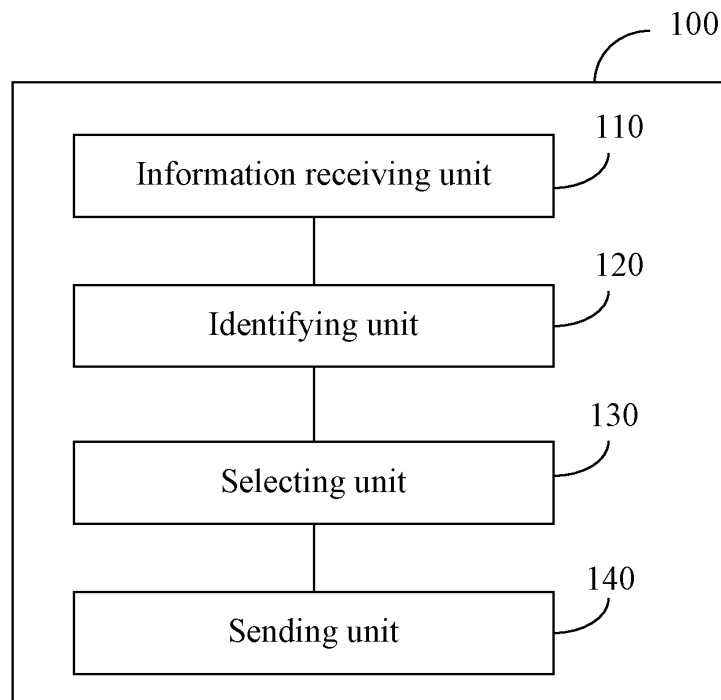 100
110
Information receiving unit
120
Identifying unit
130
Selecting unit
140
Sending unit